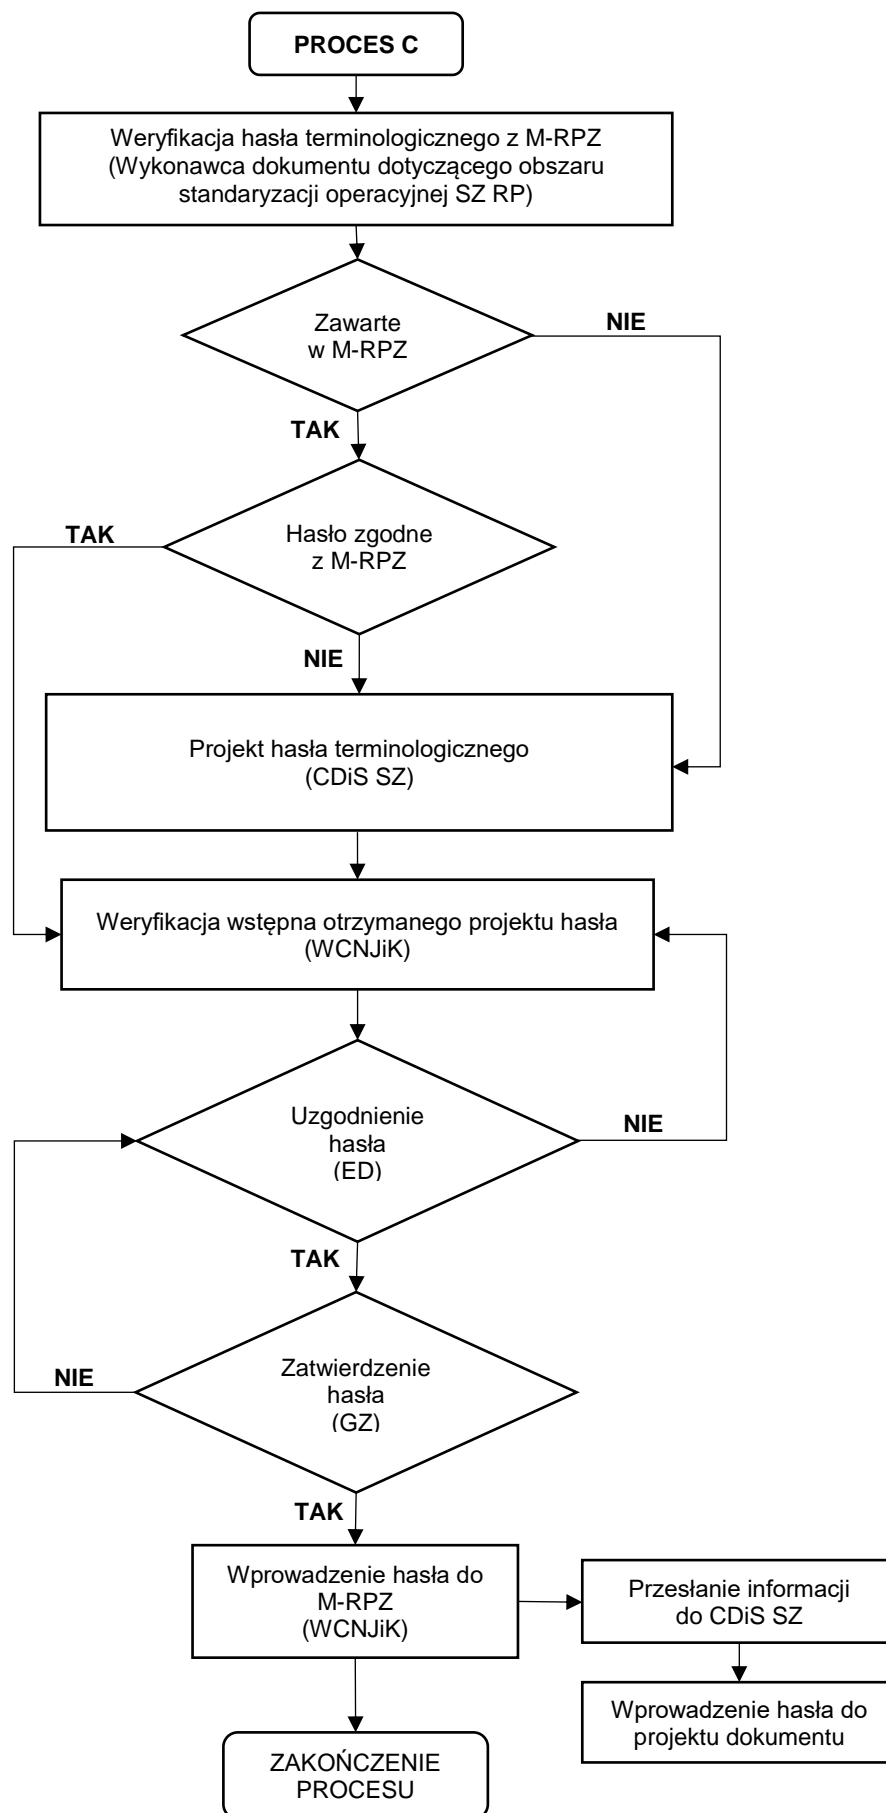 PROCES C
Weryfikacja hasła terminologicznego z M-RPZ
(Wykonawca dokumentu dotyczącego obszaru
standaryzacji operacyjnej SZ RP)
Zawarte
w M-RPZ
NIE
TAK
Hasło zgodne
z M-RPZ
TAK
NIE
Projekt hasła terminologicznego
(CDiS SZ)
Weryfikacja wstępna otrzymanego projektu hasła
(WCNJiK)
Uzgodnienie
hasła
(ED)
NIE
TAK
Zatwierdzenie
hasła
(GZ)
NIE
TAK
Wprowadzenie hasła do
M-RPZ
(WCNJiK)
Przesłanie informacji
do CDiS SZ
Wprowadzenie hasła do
projektu dokumentu
ZAKOŃCZENIE
PROCESU